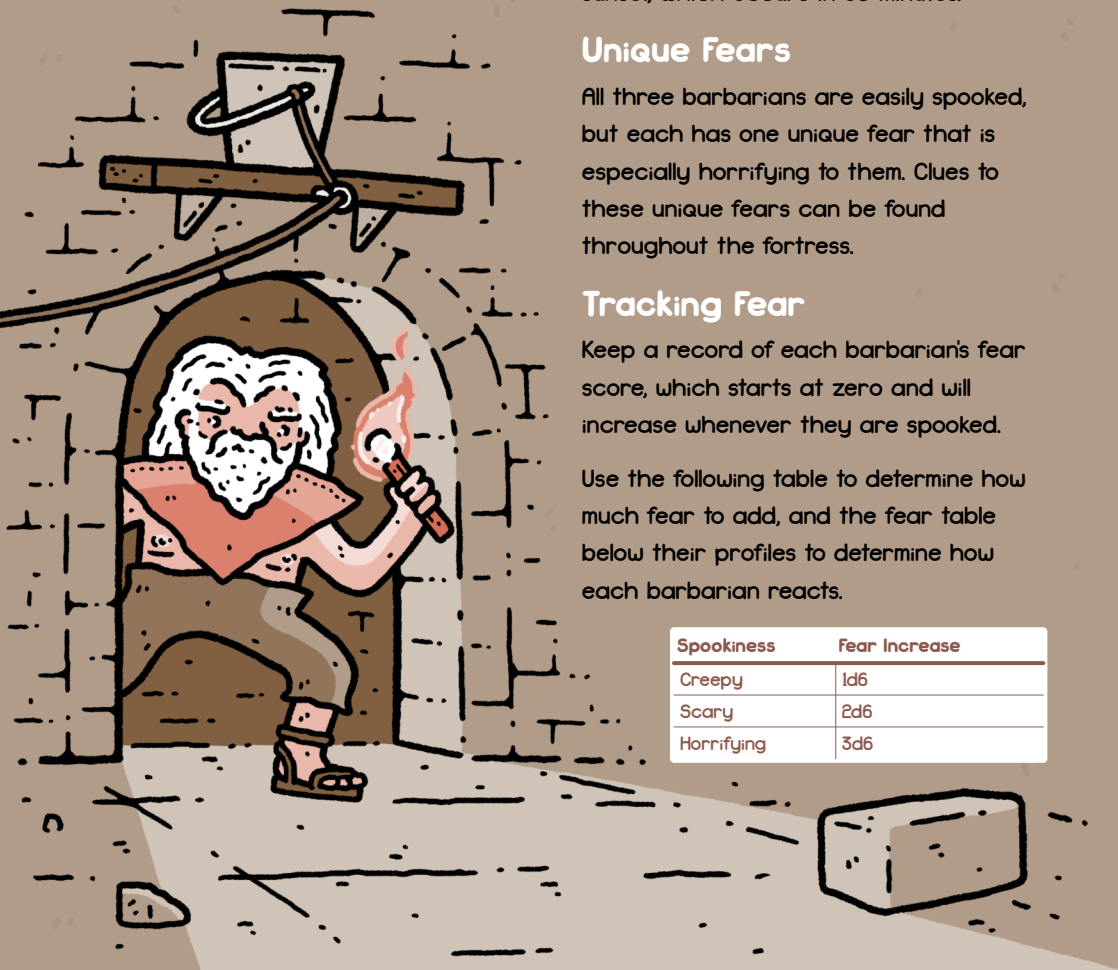 Unique Fears
All three barbarians are easily spooked,
but each has one unique fear that is
especially horrifying to them. Clues to
these unique fears can be found
throughout the fortress.
Tracking Fear
Keep a record of each barbarian's fear
score, which starts at zero and will
increase whenever they are spooked.
Use the following table to determine how
much fear to add, and the fear table
below their profiles to determine how
each barbarian reacts.
Spookiness Fear Increase
Creepy 1d6
Scary 2d6
Horrifying 3d6